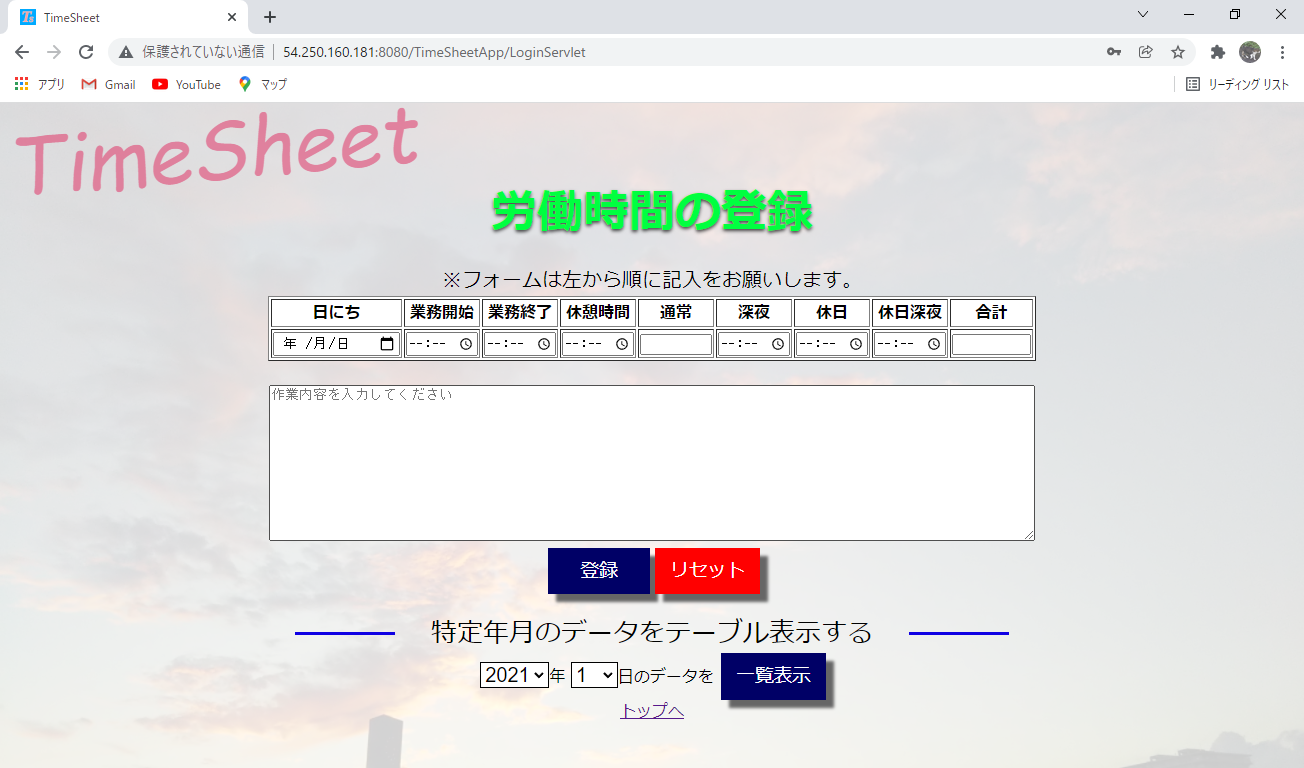 TimeSheet
保護されていない通信 54.250.160.181:8080/TimeSheetApp/LoginServlet
アプリ Gmail YouTube マップ リーディング リスト
TimeSheet
労働時間の登録
※フォームは左から順に記入をお願いします。
日にち 業務開始 業務終了 休憩時間 通常 深夜 休日 休日深夜 合計
年 /月/日 --:-- --:-- --:-- --:-- --:-- --:--
作業内容を入力してください
登録 リセット
特定年月のデータをテーブル表示する
2021 年 1 日のデータを 一覧表示
トップへ